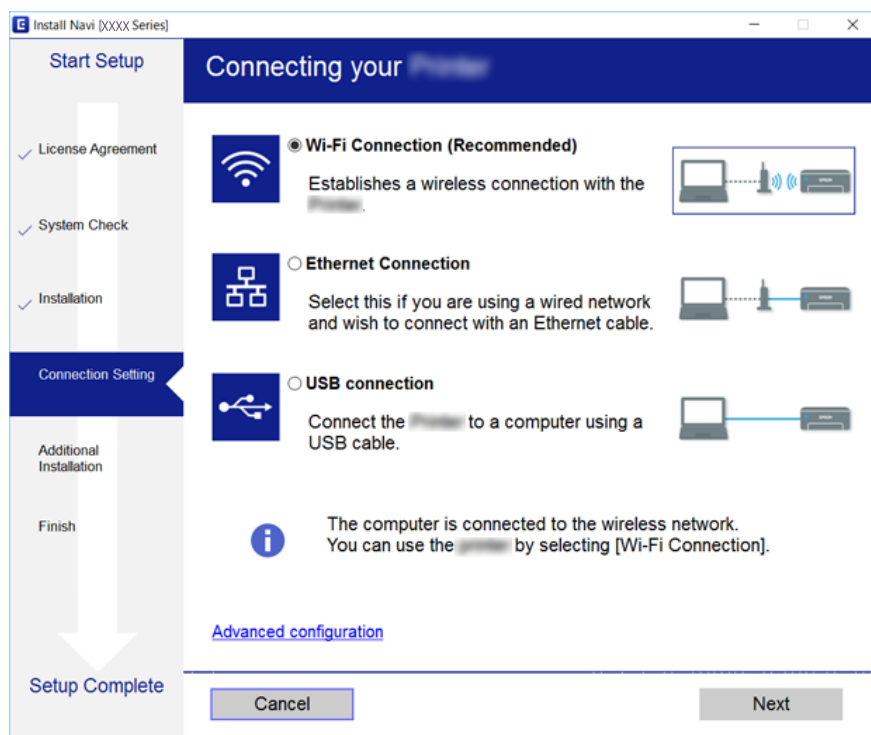 E Install Navi [XXXX Series]
Start Setup
License Agreement
System Check
Installation
Connection Setting
Additional
Installation
Finish
Setup Complete
Connecting your
Wi-Fi Connection (Recommended)
Establishes a wireless connection with the
.
Ethernet Connection
Select this if you are using a wired network
and wish to connect with an Ethernet cable.
USB connection
Connect the to a computer using a
USB cable.
The computer is connected to the wireless network.
You can use the by selecting [Wi-Fi Connection].
Advanced configuration
Cancel
Next